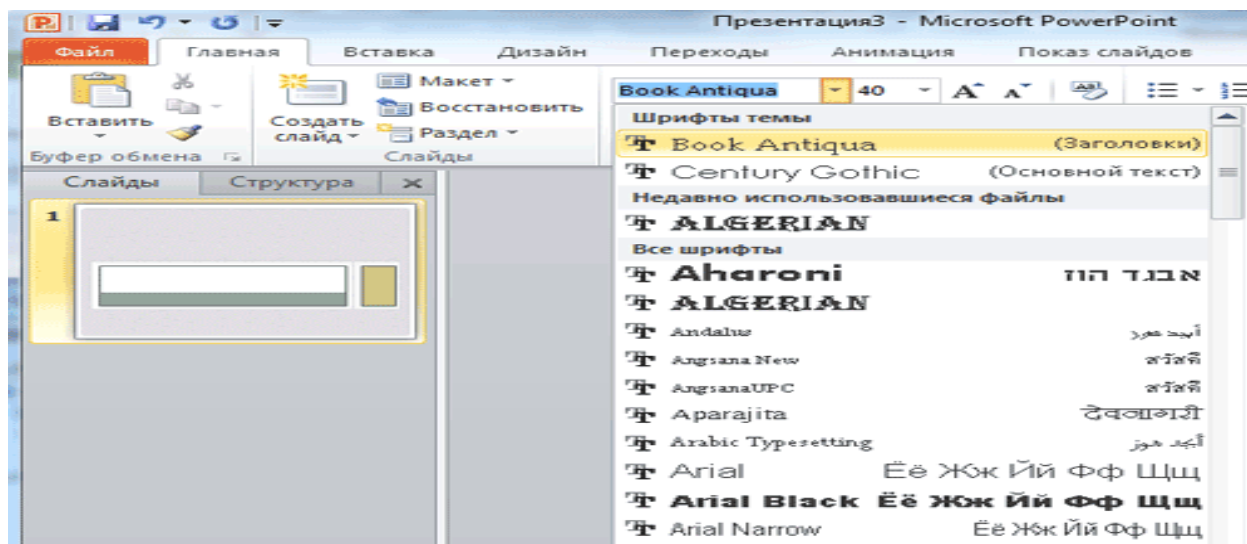 Презентация3 - Microsoft PowerPoint
Файл Главная Вставка Дизайн Переходы Анимация Показ слайдов
Вставить
Создать слайд
Макет
Восстановить
Раздел
Буфер обмена
Слайды
Book Antiqua 40
Слайды Структура
1
Шрифты темы
Book Antiqua (Заголовки)
Century Gothic (Основной текст)
Недавно использовавшиеся файлы
ALGERIAN
Все шрифты
Aharoni אבגד הוז
ALGERIAN
Andalus أبجد هوز
Angsana New สวัสดี
AngsanaUPC สวัสดี
Aparajita देवनागरी
Arabic Typesetting أبجد هوز
Arial Ёё Жж Йй Фф Щщ
Arial Black Ёё Жж Йй Фф Щщ
Arial Narrow Ёё Жж Йй Фф Щщ